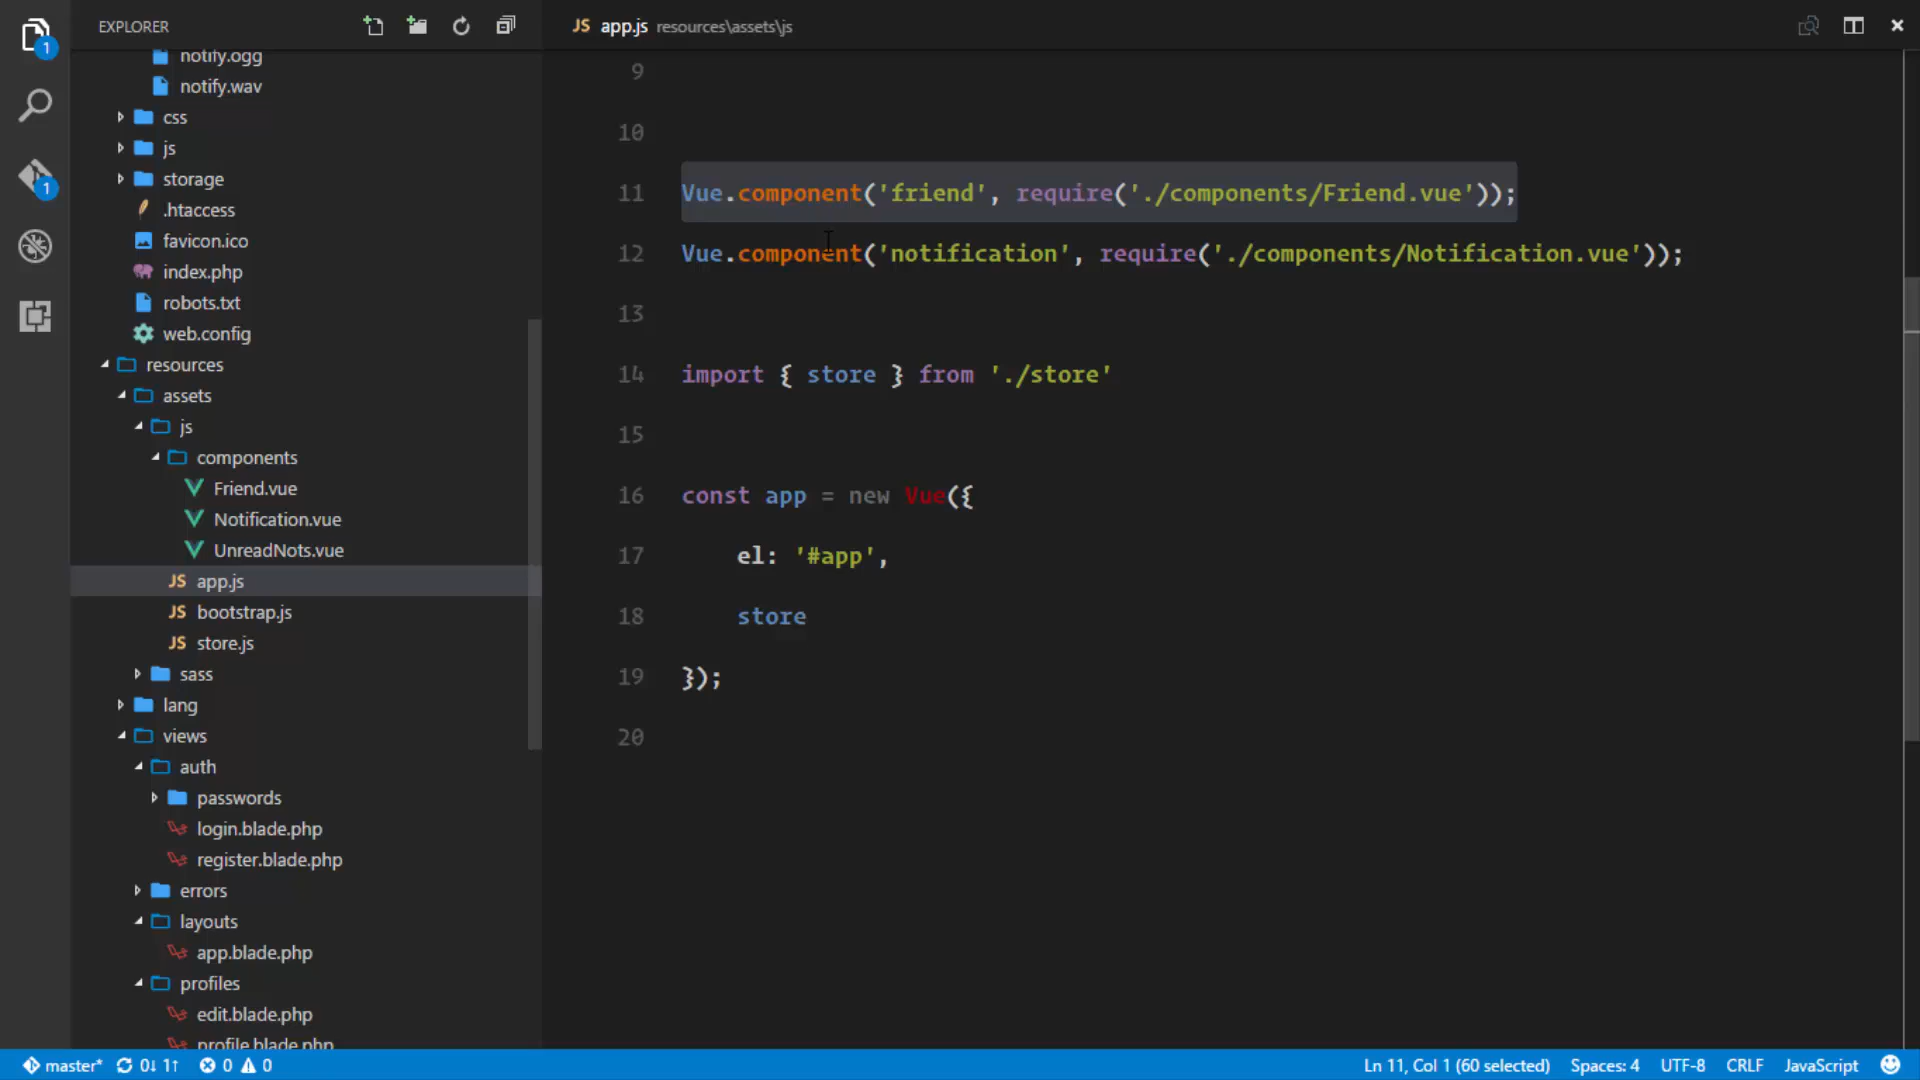 EXPLORER
1
1
notify.ogg
notify.wav
css
js
storage
.htaccess
favicon.ico
index.php
robots.txt
web.config
resources
assets
js
components
Friend.vue
Notification.vue
UnreadNots.vue
JS app.js
JS bootstrap.js
JS store.js
sass
lang
views
auth
passwords
login.blade.php
register.blade.php
errors
layouts
app.blade.php
profiles
edit.blade.php
profile.blade.php
JS app.js resources\assets\js
9
10
11 Vue.component('friend', require('./components/Friend.vue'));
12 Vue.component('notification', require('./components/Notification.vue'));
13
14 import { store } from './store'
15
16 const app = new Vue({
17 el: '#app',
18 store
19 });
20
master* 0↓ 1↑ 0 0 Ln 11, Col 1 (60 selected) Spaces: 4 UTF-8 CRLF JavaScript